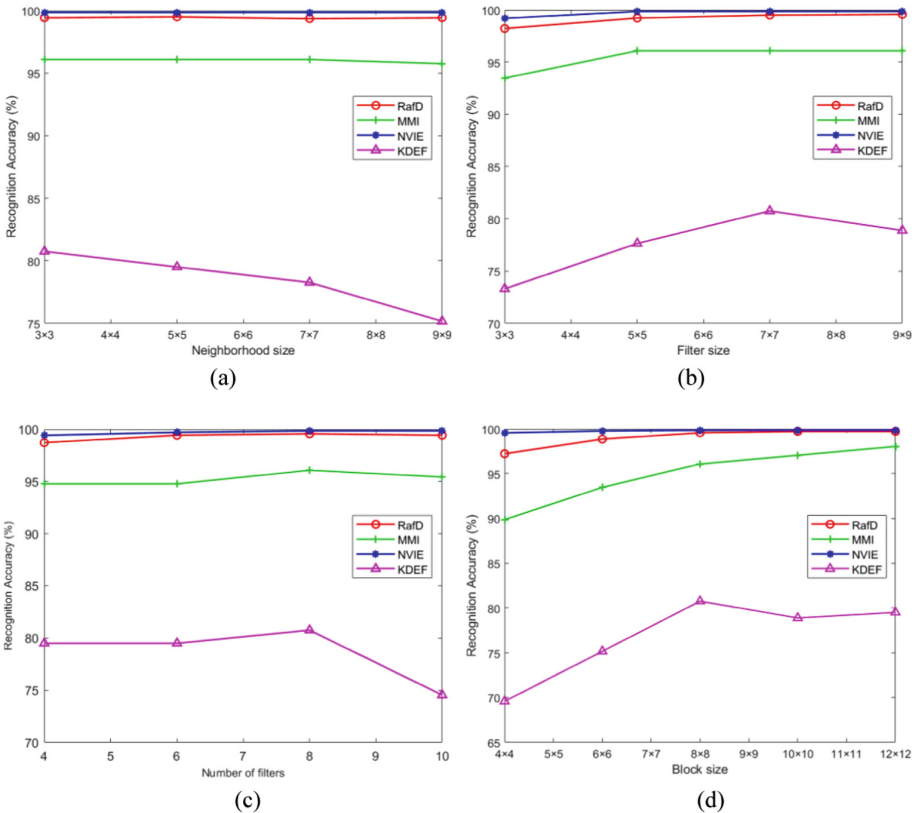 100
95
90
85
80
75
Recognition Accuracy (%)
RafD
MMI
NVIE
KDEF
3×3 4×4 5×5 6×6 7×7 8×8 9×9
Neighborhood size
(a)
100
95
90
85
80
75
70
Recognition Accuracy (%)
RafD
MMI
NVIE
KDEF
3×3 4×4 5×5 6×6 7×7 8×8 9×9
Filter size
(b)
100
95
90
85
80
75
70
Recognition Accuracy (%)
RafD
MMI
NVIE
KDEF
4 5 6 7 8 9 10
Number of filters
(c)
100
95
90
85
80
75
70
65
Recognition Accuracy (%)
RafD
MMI
NVIE
KDEF
4×4 5×5 6×6 7×7 8×8 9×9 10×10 11×11 12×12
Block size
(d)